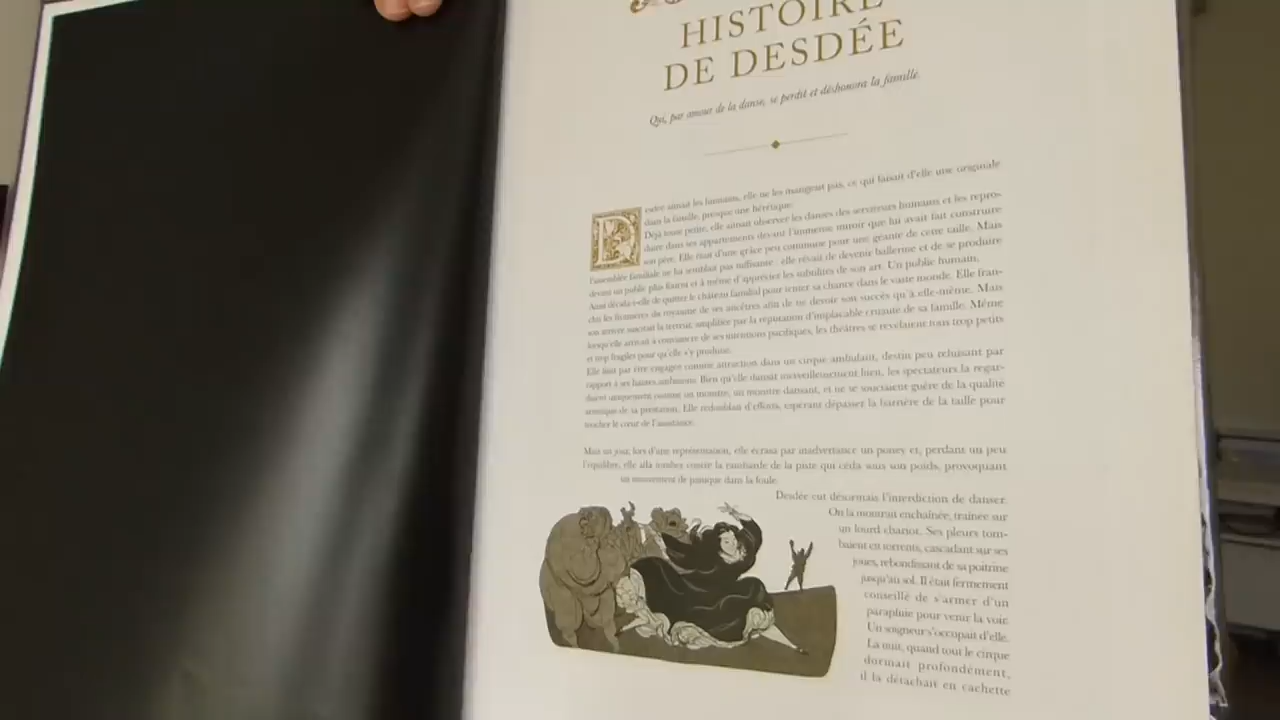 HISTOIRE
DE DESDÉE
Qui, par amour de la danse, se perdit et déshonora la famille.
Desdée aimait les humains, elle ne les mangeait pas, ce qui faisait d'elle une originale
dans la famille, presque une hérétique.
Déjà toute petite, elle aimait observer les danses des serviteurs humains et les repro-
duire dans ses appartements devant l'immense miroir que lui avait fait construire
son père. Elle était d'une grâce peu commune pour une géante de cette taille. Mais
l'assemblée familiale ne lui semblait pas suffisante : elle rêvait de devenir ballerine et de se produire
devant un public plus fourni et à même d'apprécier les subtilités de son art. Un public humain.
Aussi décida-t-elle de quitter le château familial pour tenter sa chance dans le vaste monde. Elle fran-
chit les frontières du royaume de ses ancêtres afin de ne devoir son succès qu'à elle-même. Mais
son arrivée suscitait la terreur, amplifiée par la réputation d'implacable cruauté de sa famille. Même
lorsqu'elle arrivait à convaincre de ses intentions pacifiques, les théâtres se révélaient tous trop petits
et trop fragiles pour qu'elle s'y produise.
Elle finit par être engagée comme attraction dans un cirque ambulant, destin peu reluisant par
rapport à ses hautes ambitions. Bien qu'elle dansât merveilleusement bien, les spectateurs la regar-
daient uniquement comme un monstre, un monstre dansant, et ne se souciaient guère de la qualité
artistique de sa prestation. Elle redoublait d'efforts, espérant dépasser la barrière de la taille pour
toucher le cœur de l'assistance.
Mais un jour, lors d'une représentation, elle écrasa par inadvertance un poney et, perdant un peu
l'équilibre, elle alla tomber contre la rambarde de la piste qui céda sous son poids, provoquant
un mouvement de panique dans la foule.
Desdée eut désormais l'interdiction de danser.
On la montrait enchaînée, traînée sur
un lourd chariot. Ses pleurs tom-
baient en torrents, cascadant sur ses
joues, rebondissant de sa poitrine
jusqu'au sol. Il était fermement
conseillé de s'armer d'un
parapluie pour venir la voir.
Un soigneur s'occupait d'elle.
La nuit, quand tout le cirque
dormait profondément,
il la détachait en cachette